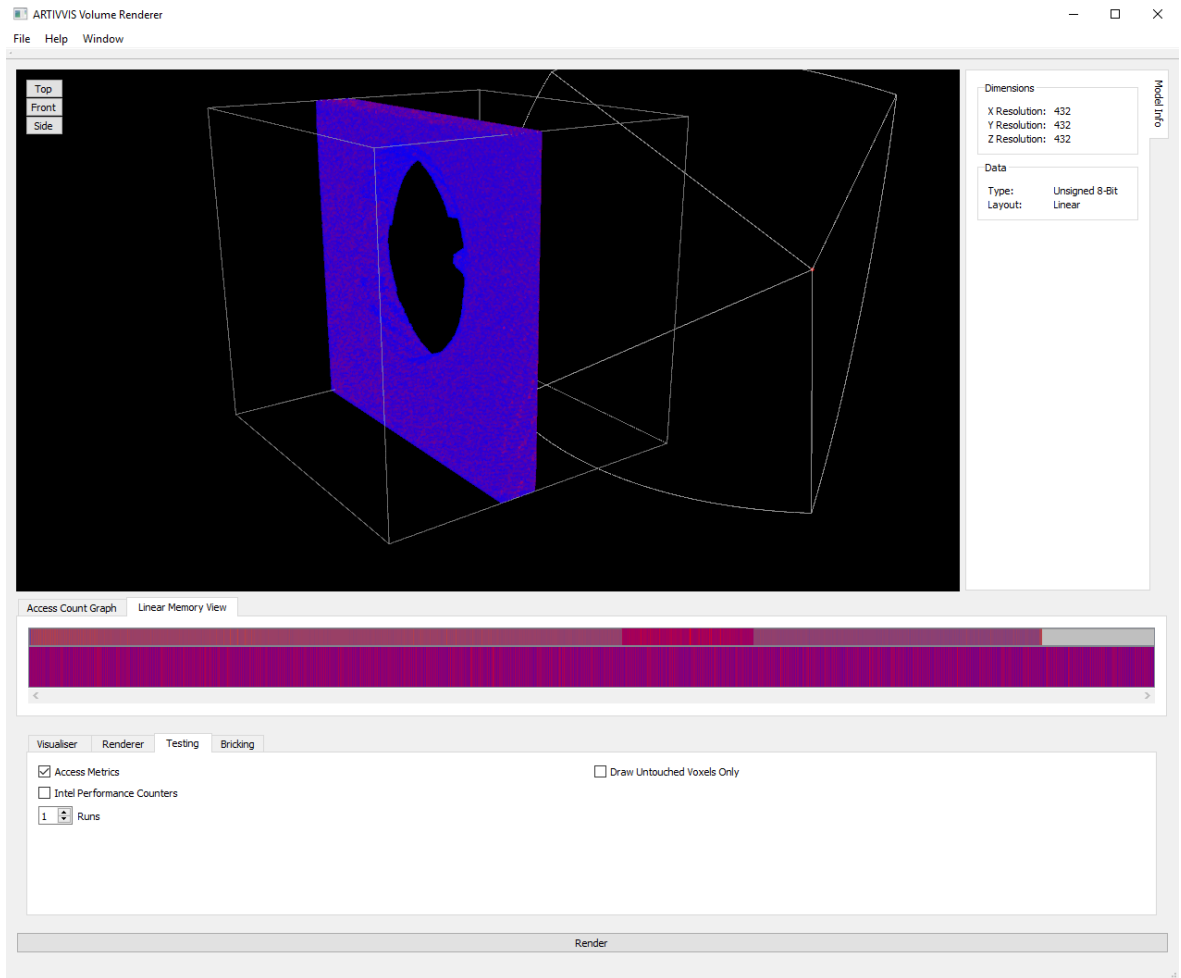 ARTIVVIS Volume Renderer
File Help Window
Top
Front
Side
Model Info
Dimensions
X Resolution: 432
Y Resolution: 432
Z Resolution: 432
Data
Type: Unsigned 8-Bit
Layout: Linear
Access Count Graph Linear Memory View
Visualiser Renderer Testing Bricking
Access Metrics Draw Untouched Voxels Only
Intel Performance Counters
1 Runs
Render